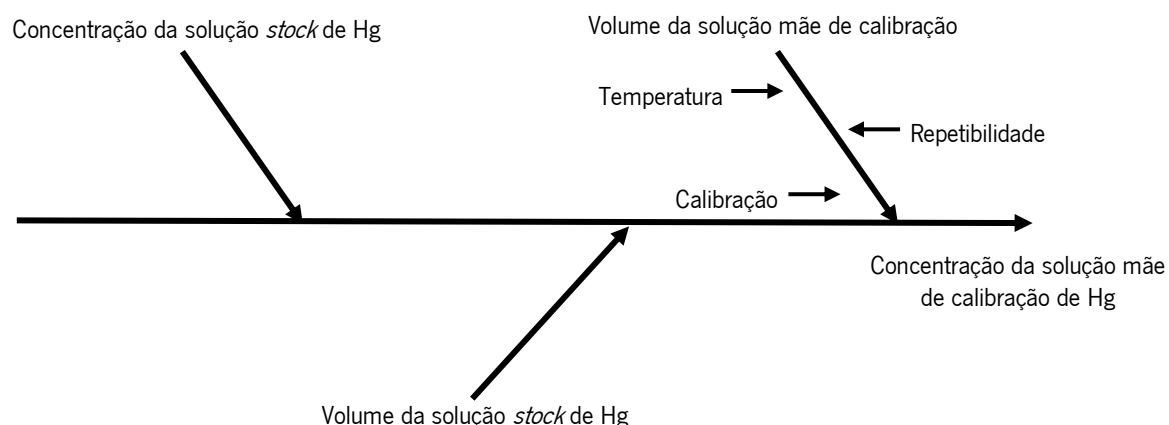 Concentração da solução stock de Hg
Volume da solução mãe de calibração
Temperatura
Repetibilidade
Calibração
Concentração da solução mãe
de calibração de Hg
Volume da solução stock de Hg